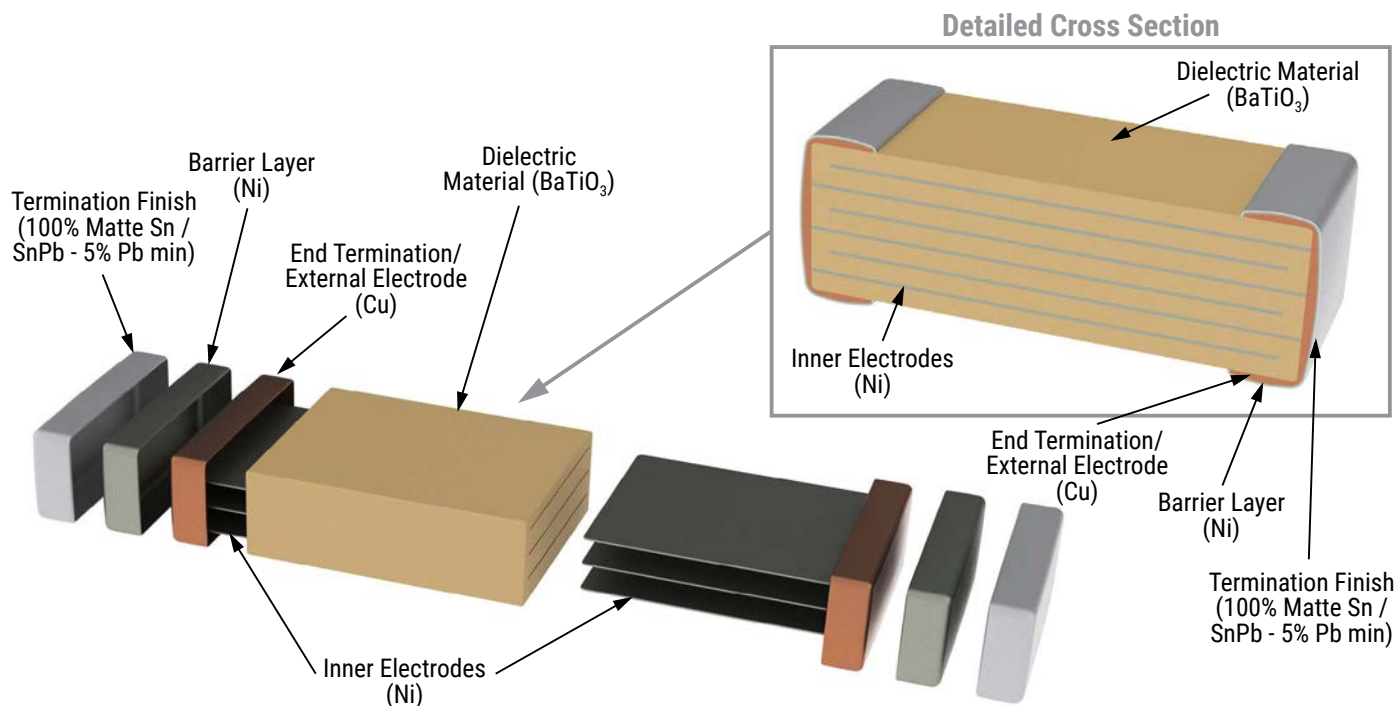 Detailed Cross Section
Dielectric Material
(BaTiO₃)
Inner Electrodes
(Ni)
End Termination/
External Electrode
(Cu)
Barrier Layer
(Ni)
Termination Finish
(100% Matte Sn /
SnPb - 5% Pb min)
Termination Finish
(100% Matte Sn /
SnPb - 5% Pb min)
Barrier Layer
(Ni)
End Termination/
External Electrode
(Cu)
Dielectric
Material (BaTiO₃)
Inner Electrodes
(Ni)